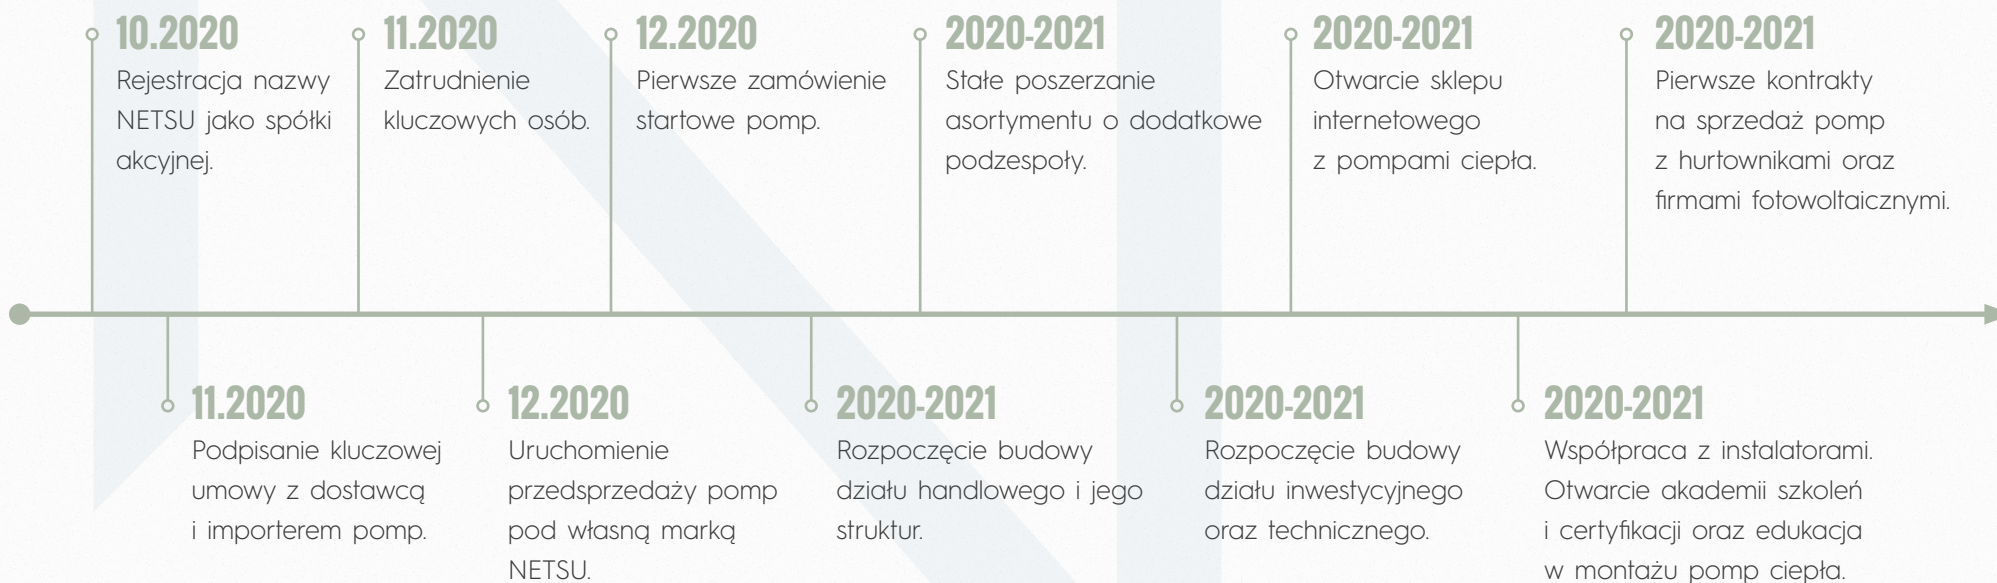 10.2020
Rejestracja nazwy
NETSU jako spółki
akcyjnej.
11.2020
Zatrudnienie
kluczowych osób.
12.2020
Pierwsze zamówienie
startowe pomp.
2020-2021
Stałe poszerzanie
asortymentu o dodatkowe
podzespoły.
2020-2021
Otwarcie sklepu
internetowego
z pompami ciepła.
2020-2021
Pierwsze kontrakty
na sprzedaż pomp
z hurtownikami oraz
firmami fotowoltaicznymi.
11.2020
Podpisanie kluczowej
umowy z dostawcą
i importerem pomp.
12.2020
Uruchomienie
przedsprzedaży pomp
pod własną marką
NETSU.
2020-2021
Rozpoczęcie budowy
działu handlowego i jego
struktur.
2020-2021
Rozpoczęcie budowy
działu inwestycyjnego
oraz technicznego.
2020-2021
Współpraca z instalatorami.
Otwarcie akademii szkoleń
i certyfikacji oraz edukacja
w montażu pomp ciepła.